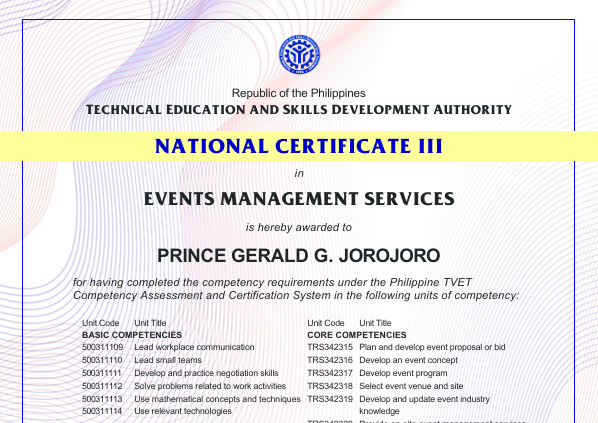 Republic of the Philippines
TECHNICAL EDUCATION AND SKILLS DEVELOPMENT AUTHORITY
NATIONAL CERTIFICATE III
in
EVENTS MANAGEMENT SERVICES
is hereby awarded to
PRINCE GERALD G. JOROJORO
for having completed the competency requirements under the Philippine TVET
Competency Assessment and Certification System in the following units of competency:
Unit Code Unit Title
BASIC COMPETENCIES
500311109 Lead workplace communication
500311110 Lead small teams
500311111 Develop and practice negotiation skills
500311112 Solve problems related to work activities
500311113 Use mathematical concepts and techniques
500311114 Use relevant technologies
Unit Code Unit Title
CORE COMPETENCIES
TRS342315 Plan and develop event proposal or bid
TRS342316 Develop an event concept
TRS342317 Develop event program
TRS342318 Select event venue and site
TRS342319 Develop and update event industry
knowledge